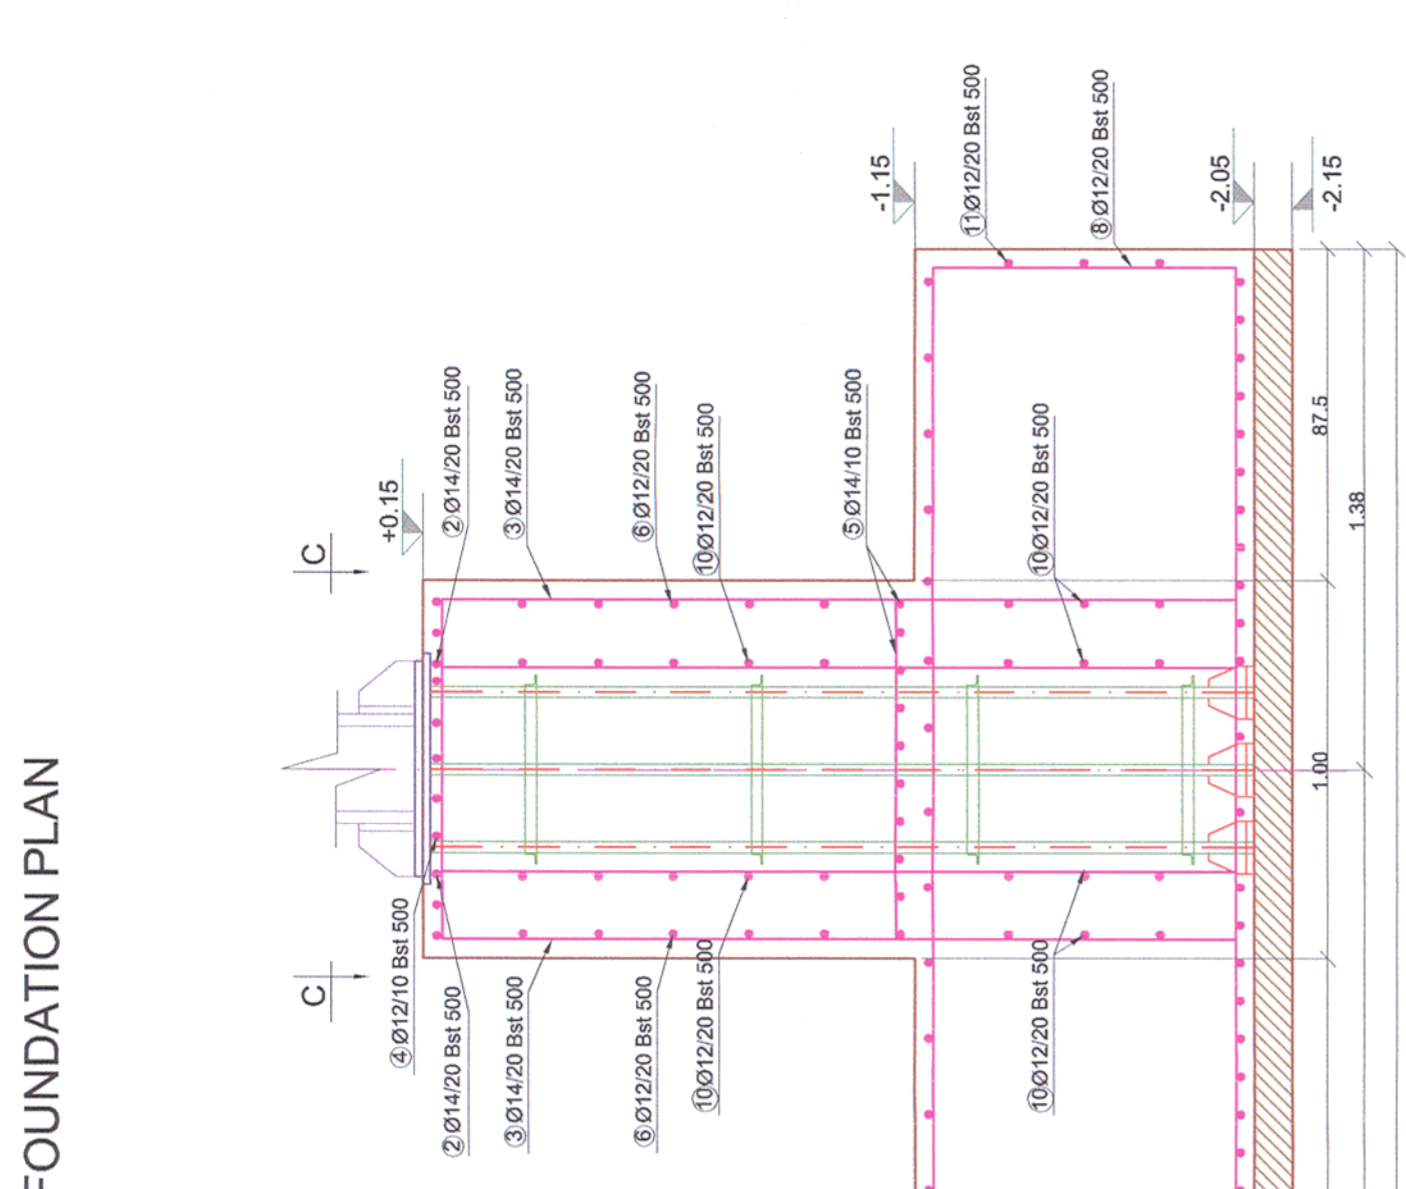 FOUNDATION PLAN
C
C
+0.15
-1.15
-2.05
-2.15
②Ø14/20 Bst 500
③Ø14/20 Bst 500
⑥Ø12/20 Bst 500
⑩Ø12/20 Bst 500
⑤Ø14/10 Bst 500
⑩Ø12/20 Bst 500
⑪Ø12/20 Bst 500
⑧Ø12/20 Bst 500
④Ø12/10 Bst 500
②Ø14/20 Bst 500
③Ø14/20 Bst 500
⑥Ø12/20 Bst 500
⑩Ø12/20 Bst 500
⑩Ø12/20 Bst 500
87.5
1.38
1.00